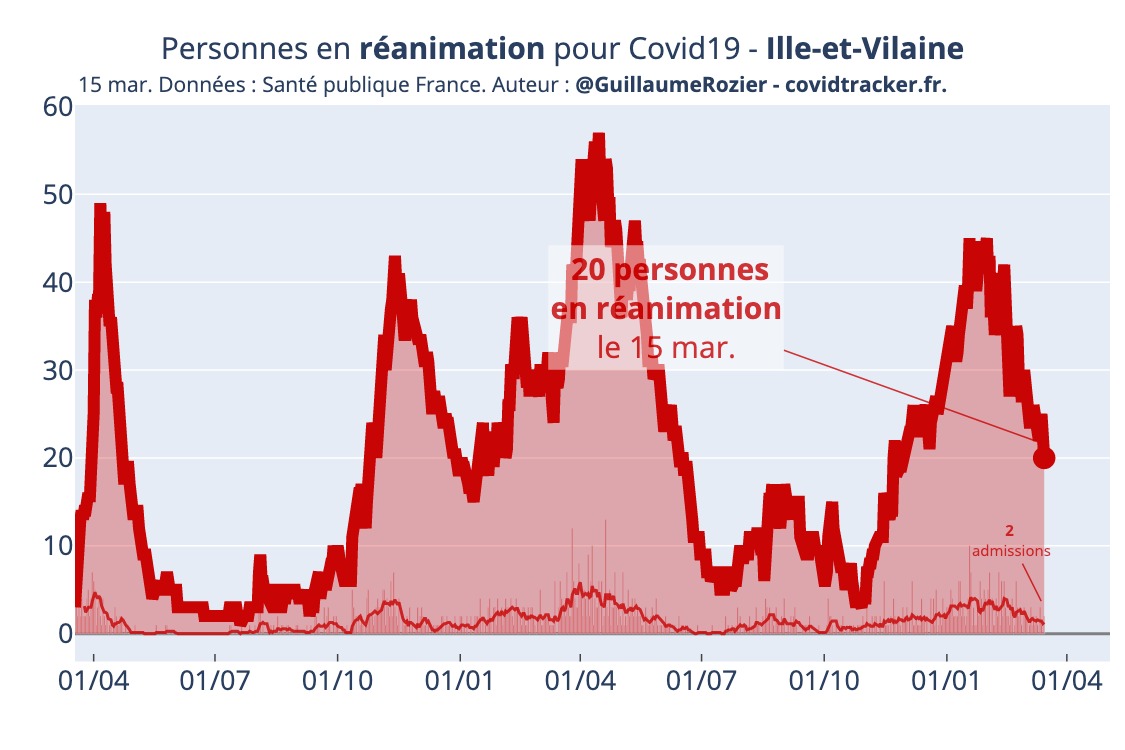 Personnes en réanimation pour Covid19 - Ille-et-Vilaine
15 mar. Données : Santé publique France. Auteur : @GuillaumeRozier - covidtracker.fr.
60
50
40
30
20
10
0
20 personnes
en réanimation
le 15 mar.
2
admissions
01/04 01/07 01/10 01/01 01/04 01/07 01/10 01/01 01/04